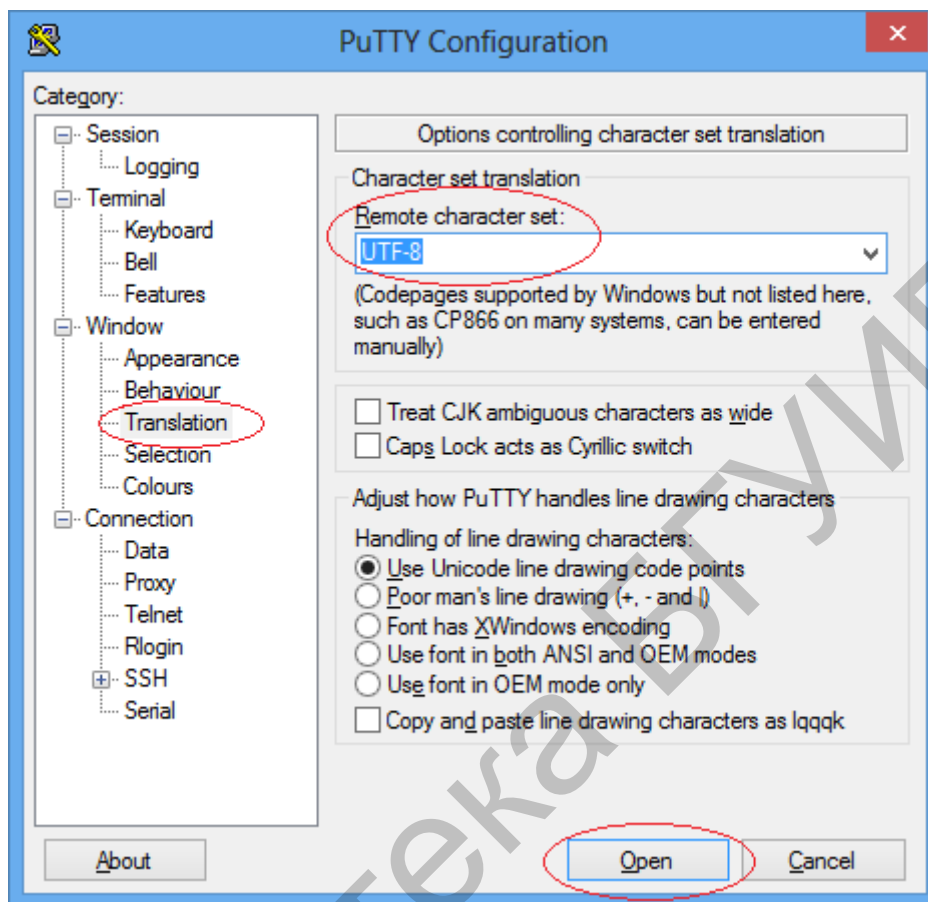 PuTTY Configuration
Category:
Session
Logging
Terminal
Keyboard
Bell
Features
Window
Appearance
Behaviour
Translation
Selection
Colours
Connection
Data
Proxy
Telnet
Rlogin
SSH
Serial
Options controlling character set translation
Character set translation
Remote character set:
UTF-8
(Codepages supported by Windows but not listed here,
such as CP866 on many systems, can be entered
manually)
Treat CJK ambiguous characters as wide
Caps Lock acts as Cyrillic switch
Adjust how PuTTY handles line drawing characters
Handling of line drawing characters:
Use Unicode line drawing code points
Poor man's line drawing (+, - and |)
Font has XWindows encoding
Use font in both ANSI and OEM modes
Use font in OEM mode only
Copy and paste line drawing characters as lqqqk
About
Open
Cancel